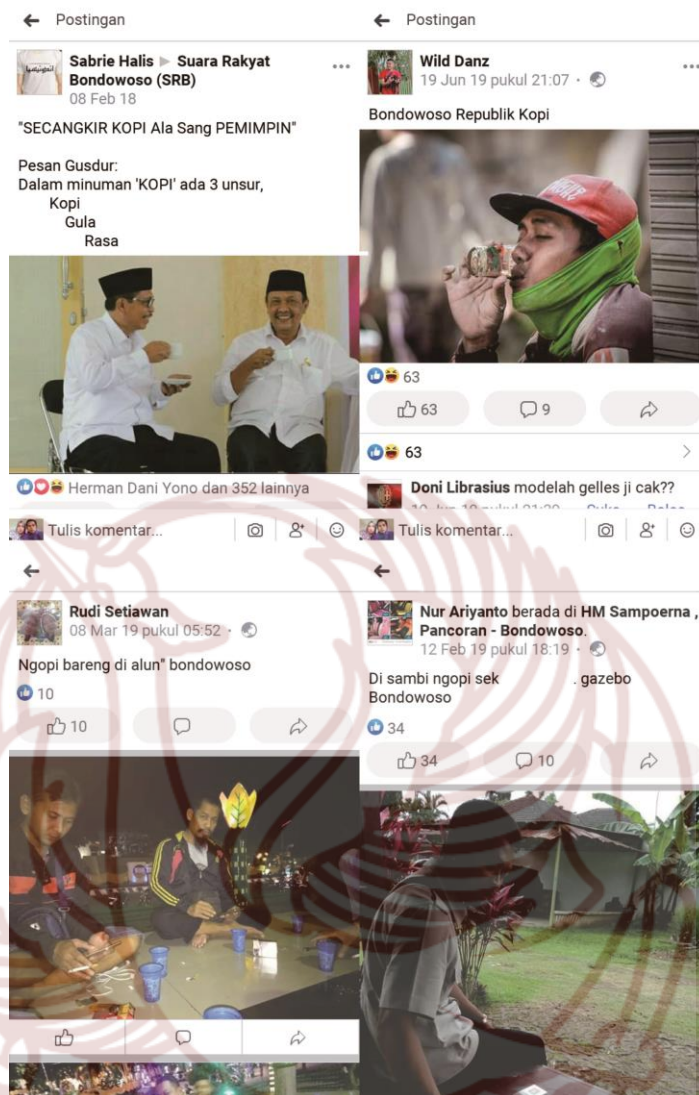 Postingan
Sabrie Halis ▶ Suara Rakyat
Bondowoso (SRB)
08 Feb 18
"SECANGKIR KOPI Ala Sang PEMIMPIN"
Pesan Gusdur:
Dalam minuman 'KOPI' ada 3 unsur,
Kopi
Gula
Rasa
Herman Dani Yono dan 352 lainnya
Tulis komentar...
Postingan
Wild Danz
19 Jun 19 pukul 21:07 ·
Bondowoso Republik Kopi
63
63
9
63
Doni Librasius modelah gelles ji cak??
Tulis komentar...
Rudi Setiawan
08 Mar 19 pukul 05:52 ·
Ngopi bareng di alun" bondowoso
10
10
Nur Ariyanto berada di HM Sampoerna ,
Pancoran - Bondowoso.
12 Feb 19 pukul 18:19 ·
Di sambi ngopi sek . gazebo
Bondowoso
34
34
10